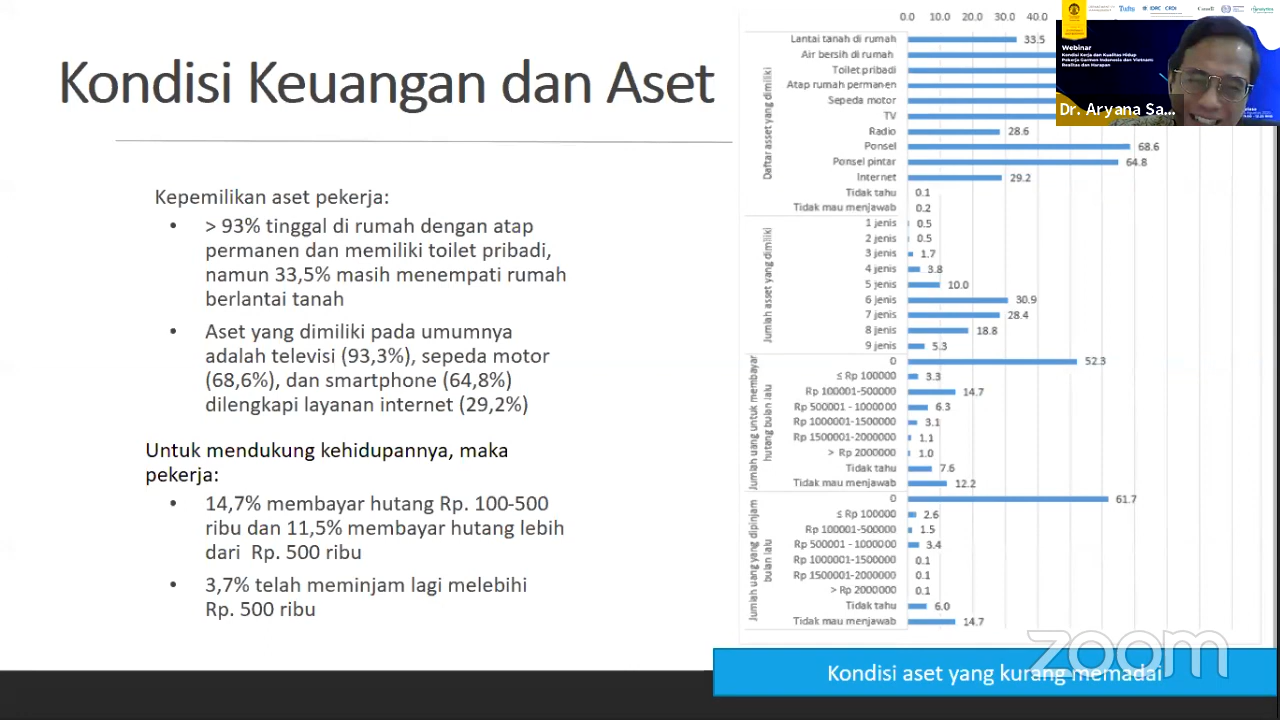 Kondisi Keuangan dan Aset
Kepemilikan aset pekerja:
• > 93% tinggal di rumah dengan atap
permanen dan memiliki toilet pribadi,
namun 33,5% masih menempati rumah
berlantai tanah
• Aset yang dimiliki pada umumnya
adalah televisi (93,3%), sepeda motor
(68,6%), dan smartphone (64,8%)
dilengkapi layanan internet (29,2%)
Untuk mendukung kehidupannya, maka
pekerja:
• 14,7% membayar hutang Rp. 100-500
ribu dan 11,5% membayar hutang lebih
dari Rp. 500 ribu
• 3,7% telah meminjam lagi melebihi
Rp. 500 ribu
0.0 10.0 20.0 30.0 40.0
Daftar asset yang dimiliki
Lantai tanah di rumah 33.5
Air bersih di rumah
Toilet pribadi
Atap rumah permanen
Sepeda motor
TV
Radio 28.6
Ponsel 68.6
Ponsel pintar 64.8
Internet 29.2
Tidak tahu 0.1
Tidak mau menjawab 0.2
Jumlah asset yang dimiliki
1 jenis 0.5
2 jenis 0.5
3 jenis 1.7
4 jenis 3.8
5 jenis 10.0
6 jenis 30.9
7 jenis 28.4
8 jenis 18.8
9 jenis 5.3
Jumlah uang untuk membayar
hutang bulan lalu
0 52.3
≤ Rp 100000 3.3
Rp 100001-500000 14.7
Rp 500001 - 1000000 6.3
Rp 1000001-1500000 3.1
Rp 1500001-2000000 1.1
> Rp 2000000 1.0
Tidak tahu 7.6
Tidak mau menjawab 12.2
Jumlah uang yang dipinjam
bulan lalu
0 61.7
≤ Rp 100000 2.6
Rp 100001-500000 1.5
Rp 500001 - 1000000 3.4
Rp 1000001-1500000 0.1
Rp 1500001-2000000 0.1
> Rp 2000000 0.1
Tidak tahu 6.0
Tidak mau menjawab 14.7
Kondisi aset yang kurang memadai
zoom
Webinar
Kondisi Kerja dan Kualitas Hidup
Pekerja Garmen Indonesia dan Vietnam:
Realitas dan Harapan
Dr. Aryana Sa...